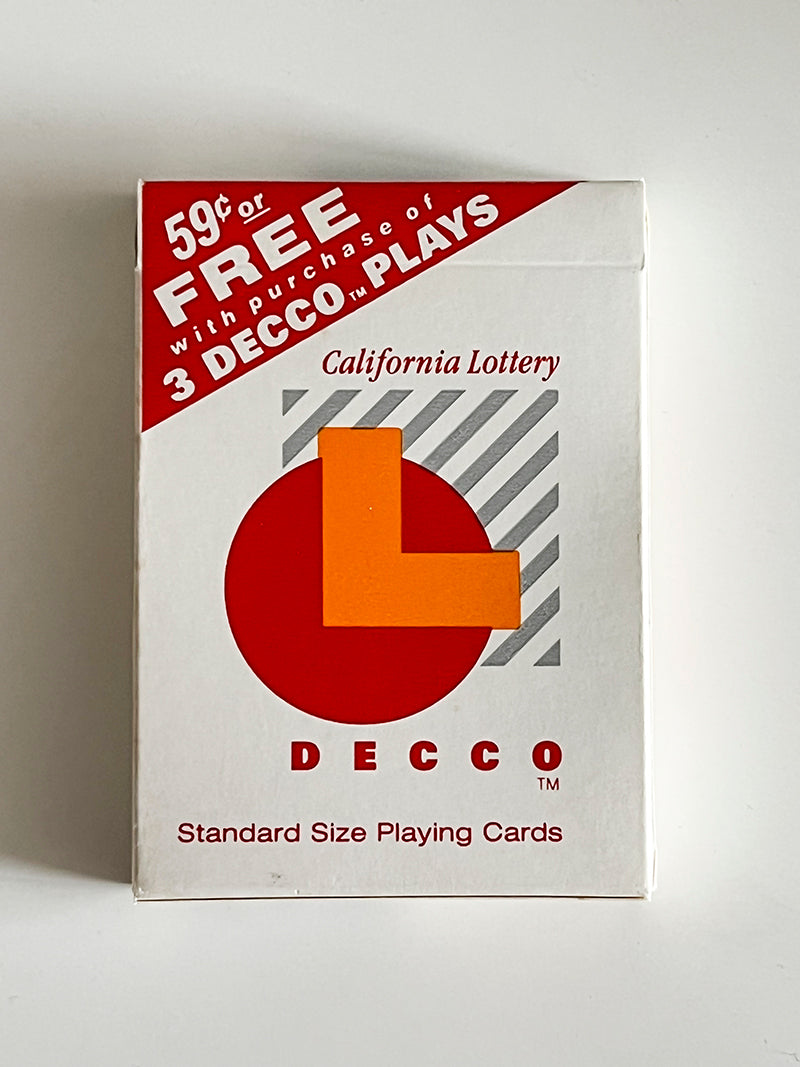 59¢ or
FREE
with purchase of
3 DECCO™ PLAYS
California Lottery
L
DECCO
TM
Standard Size Playing Cards